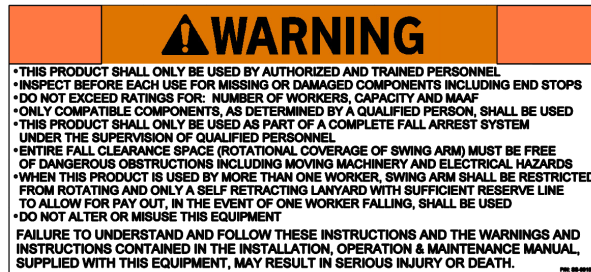 WARNING
•THIS PRODUCT SHALL ONLY BE USED BY AUTHORIZED AND TRAINED PERSONNEL
•INSPECT BEFORE EACH USE FOR MISSING OR DAMAGED COMPONENTS INCLUDING END STOPS
•DO NOT EXCEED RATINGS FOR: NUMBER OF WORKERS, CAPACITY AND MAAF
•ONLY COMPATIBLE COMPONENTS, AS DETERMINED BY A QUALIFIED PERSON, SHALL BE USED
•THIS PRODUCT SHALL ONLY BE USED AS PART OF A COMPLETE FALL ARREST SYSTEM
UNDER THE SUPERVISION OF QUALIFIED PERSONNEL
•ENTIRE FALL CLEARANCE SPACE (ROTATIONAL COVERAGE OF SWING ARM) MUST BE FREE
OF DANGEROUS OBSTRUCTIONS INCLUDING MOVING MACHINERY AND ELECTRICAL HAZARDS
•WHEN THIS PRODUCT IS USED BY MORE THAN ONE WORKER, SWING ARM SHALL BE RESTRICTED
FROM ROTATING AND ONLY A SELF RETRACTING LANYARD WITH SUFFICIENT RESERVE LINE
TO ALLOW FOR PAY OUT, IN THE EVENT OF ONE WORKER FALLING, SHALL BE USED
•DO NOT ALTER OR MISUSE THIS EQUIPMENT
FAILURE TO UNDERSTAND AND FOLLOW THESE INSTRUCTIONS AND THE WARNINGS AND
INSTRUCTIONS CONTAINED IN THE INSTALLATION, OPERATION & MAINTENANCE MANUAL,
SUPPLIED WITH THIS EQUIPMENT, MAY RESULT IN SERIOUS INJURY OR DEATH.
P/N: